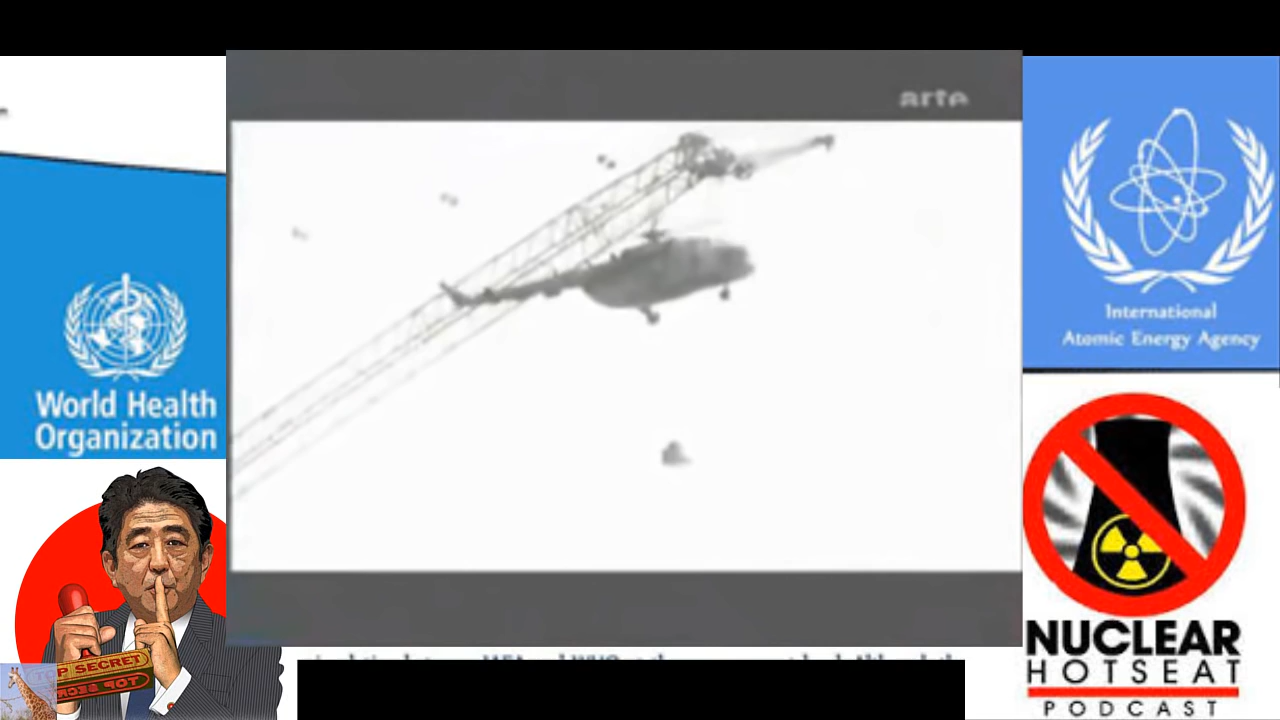 arte
World Health
Organization
International
Atomic Energy Agency
TOP SECRET
NUCLEAR
HOTSEAT
PODCAST